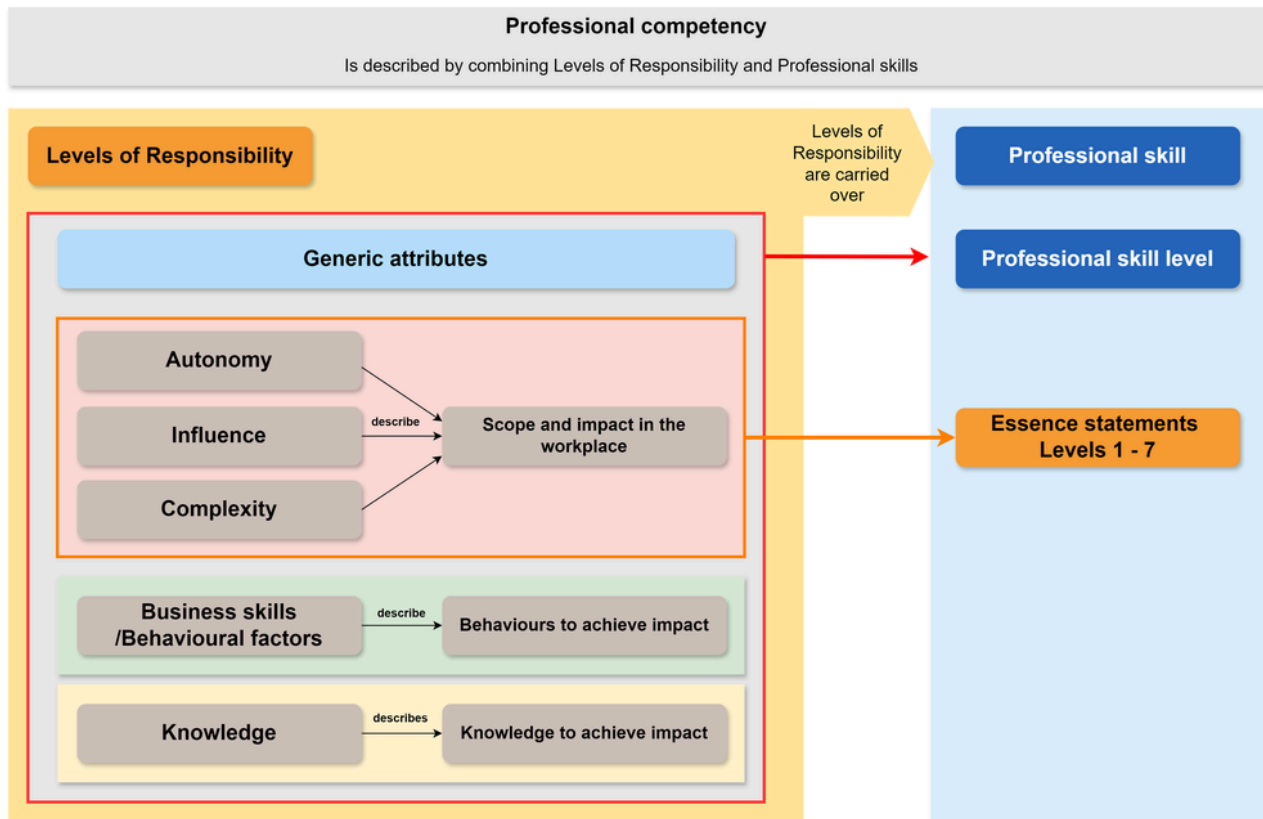 Professional competency
Is described by combining Levels of Responsibility and Professional skills
Levels of Responsibility
Levels of
Responsibility
are carried
over
Professional skill
Generic attributes
Professional skill level
Autonomy
Influence
Complexity
describe
Scope and impact in the
workplace
Essence statements
Levels 1 - 7
Business skills
/Behavioural factors
describe
Behaviours to achieve impact
Knowledge
describes
Knowledge to achieve impact